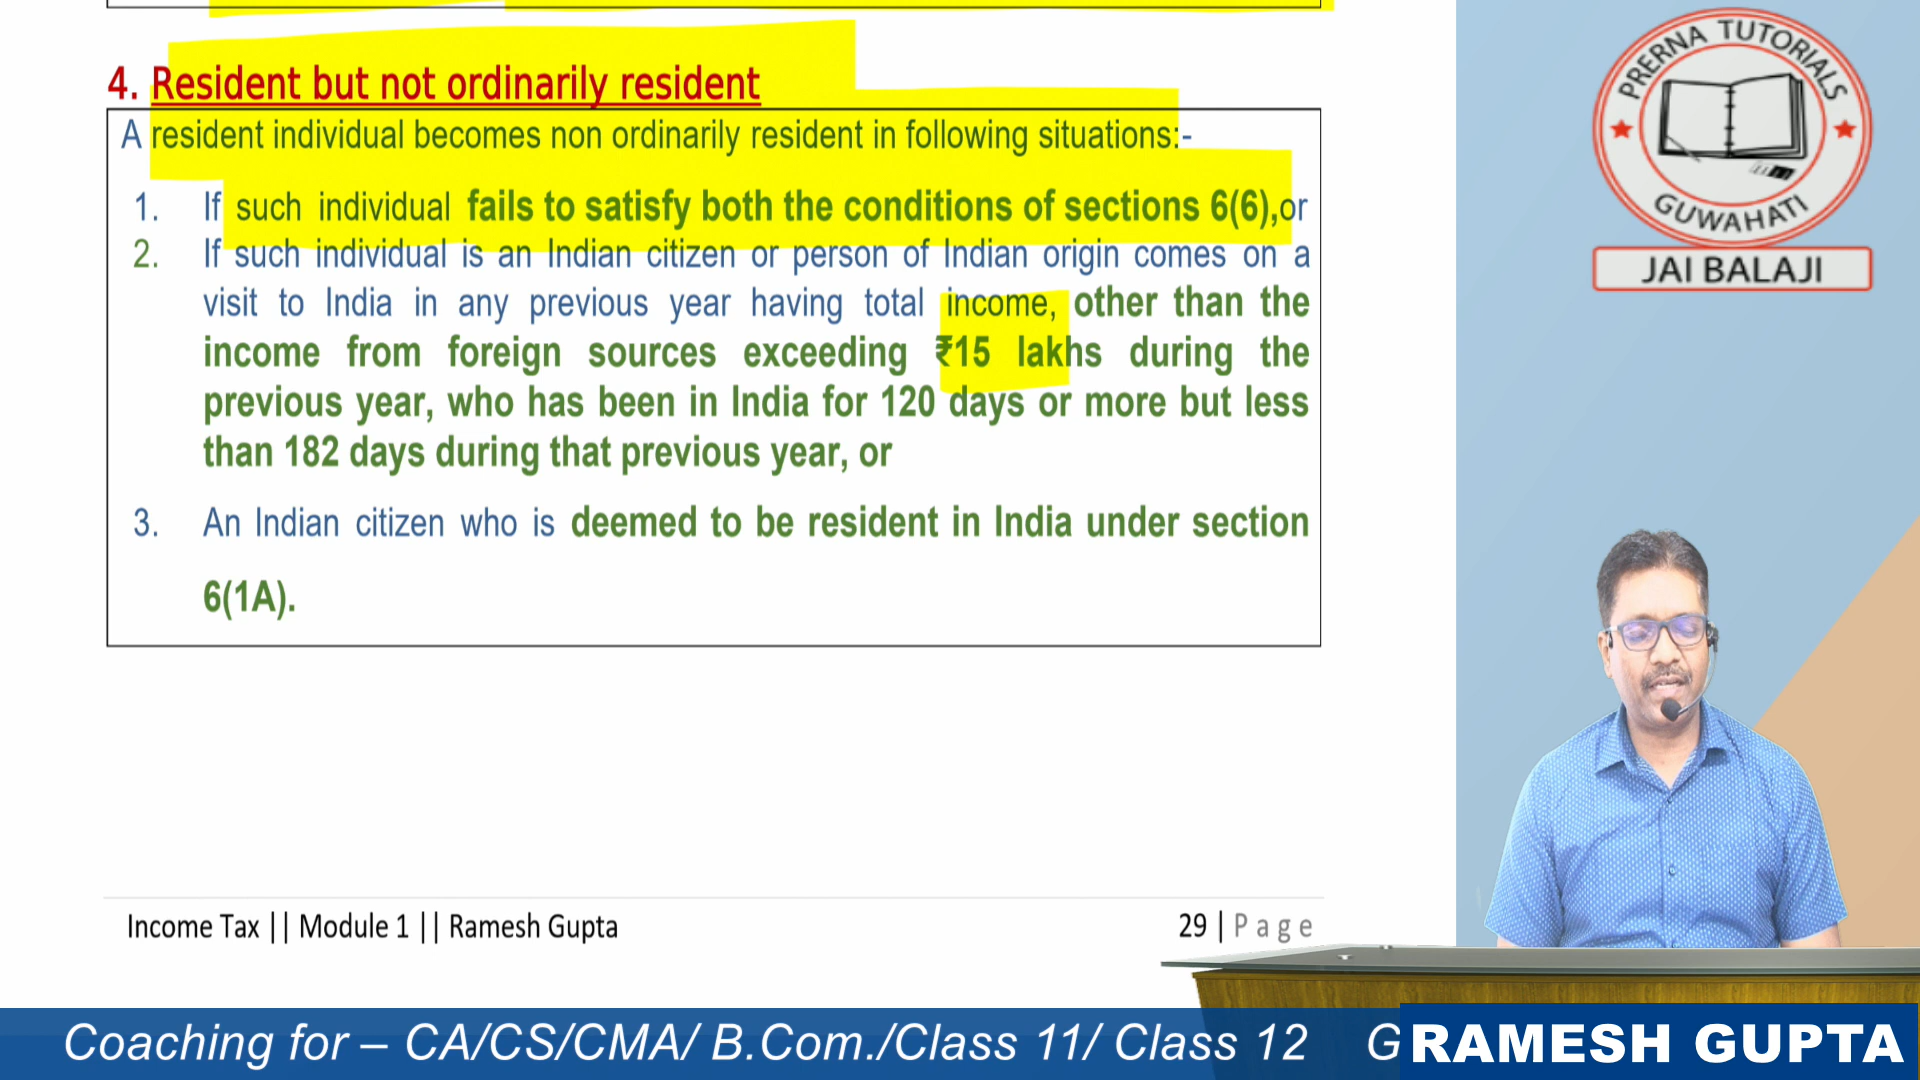 4. Resident but not ordinarily resident
A resident individual becomes non ordinarily resident in following situations:-
1. If such individual fails to satisfy both the conditions of sections 6(6),or
2. If such individual is an Indian citizen or person of Indian origin comes on a
visit to India in any previous year having total income, other than the
income from foreign sources exceeding ₹15 lakhs during the
previous year, who has been in India for 120 days or more but less
than 182 days during that previous year, or
3. An Indian citizen who is deemed to be resident in India under section
6(1A).
Income Tax || Module 1 || Ramesh Gupta
29 | Page
PRERNA TUTORIALS
GUWAHATI
JAI BALAJI
Coaching for – CA/CS/CMA/ B.Com./Class 11/ Class 12 G
RAMESH GUPTA